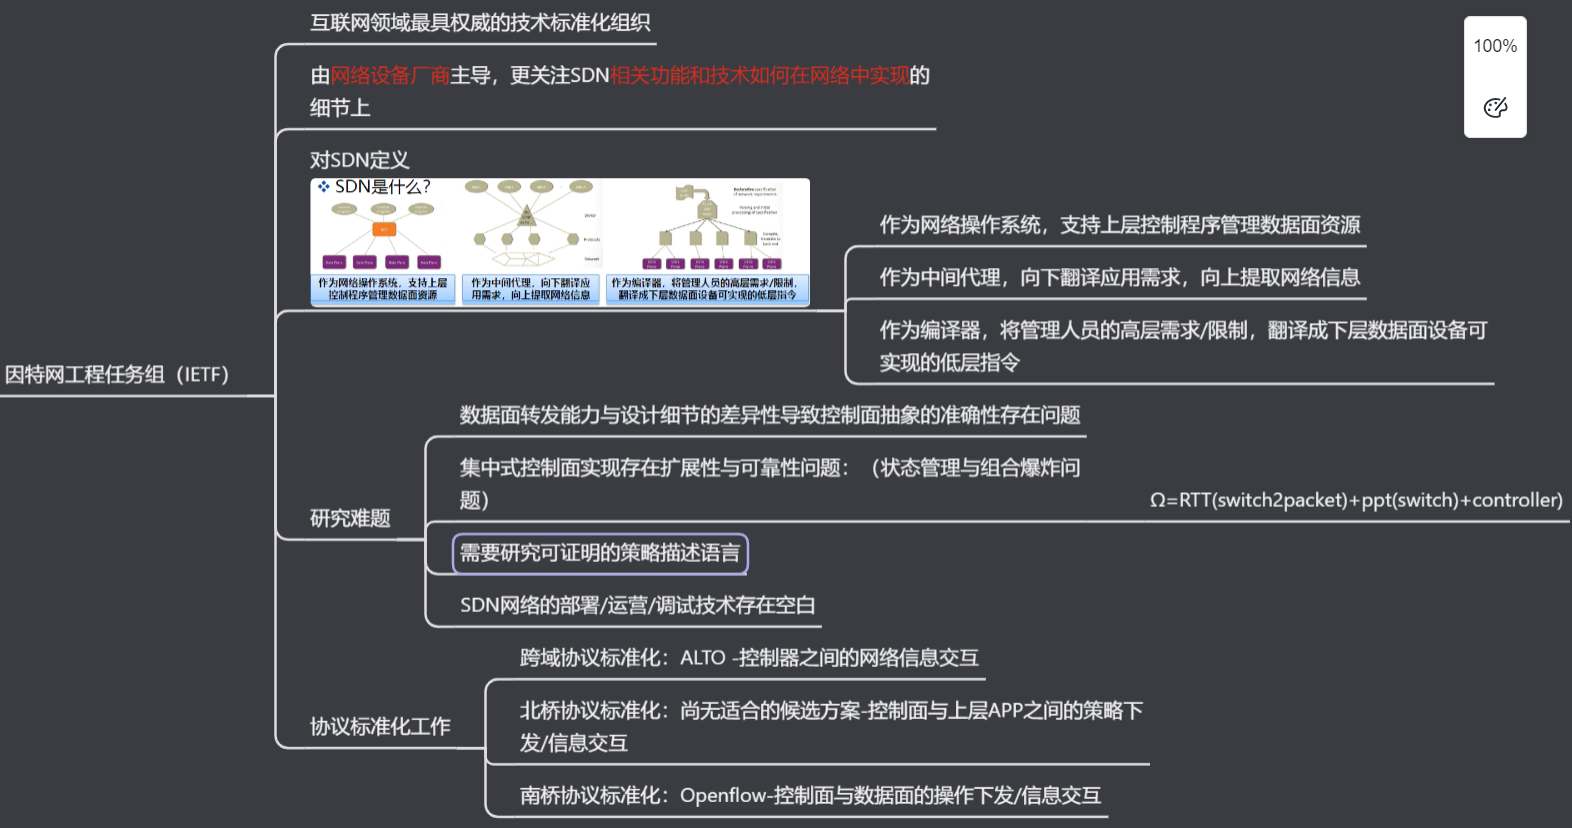 互联网领域最具权威的技术标准化组织
由网络设备厂商主导，更关注SDN相关功能和技术如何在网络中实现的
细节上
对SDN定义
SDN是什么?
作为网络操作系统，支持上层
控制程序管理数据面资源
作为中间代理，向下翻译应
用需求，向上提取网络信息
作为编译器，将管理人员的高层需求/限制，
翻译成下层数据面设备可实现的低层指令
作为网络操作系统，支持上层控制程序管理数据面资源
作为中间代理，向下翻译应用需求，向上提取网络信息
作为编译器，将管理人员的高层需求/限制，翻译成下层数据面设备可
实现的低层指令
因特网工程任务组（IETF）
研究难题
数据面转发能力与设计细节的差异性导致控制面抽象的准确性存在问题
集中式控制面实现存在扩展性与可靠性问题：（状态管理与组合爆炸问
题）
Ω=RTT(switch2packet)+ppt(switch)+controller)
需要研究可证明的策略描述语言
SDN网络的部署/运营/调试技术存在空白
协议标准化工作
跨域协议标准化：ALTO -控制器之间的网络信息交互
北桥协议标准化：尚无适合的候选方案-控制面与上层APP之间的策略下
发/信息交互
南桥协议标准化：Openflow-控制面与数据面的操作下发/信息交互
100%